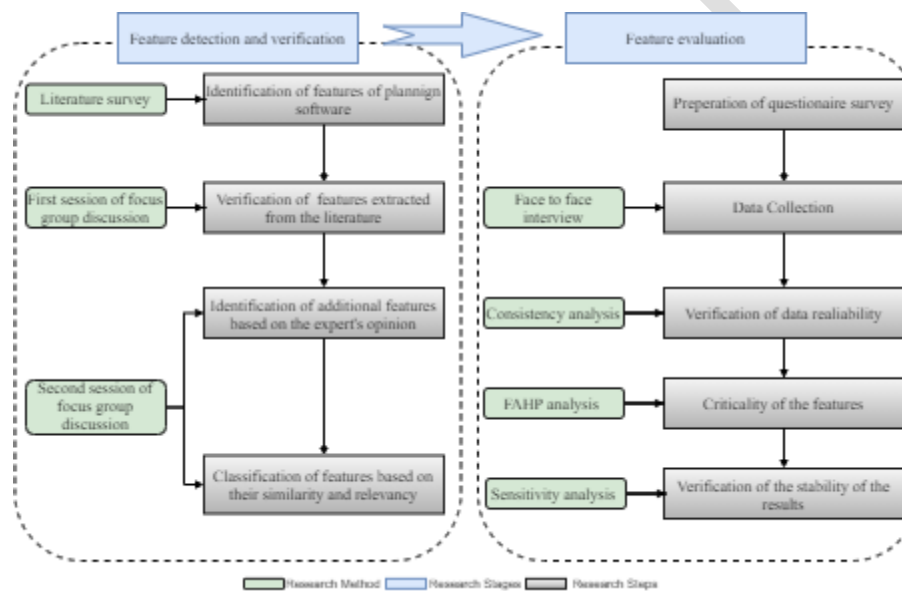 Feature detection and verification
Feature evaluation
Literature survey
Identification of features of plannign
software
First session of focus
group discussion
Verification of features extracted
from the literature
Identification of additional features
based on the expert's opinion
Second session of
focus group
discussion
Classification of features based on
their similarity and relevancy
Preperation of questionaire survey
Face to face
interview
Data Collection
Consistency analysis
Verification of data realiability
FAHP analysis
Criticality of the features
Sensitivity analysis
Verification of the stability of the
results
Research Method
Research Stages
Research Steps